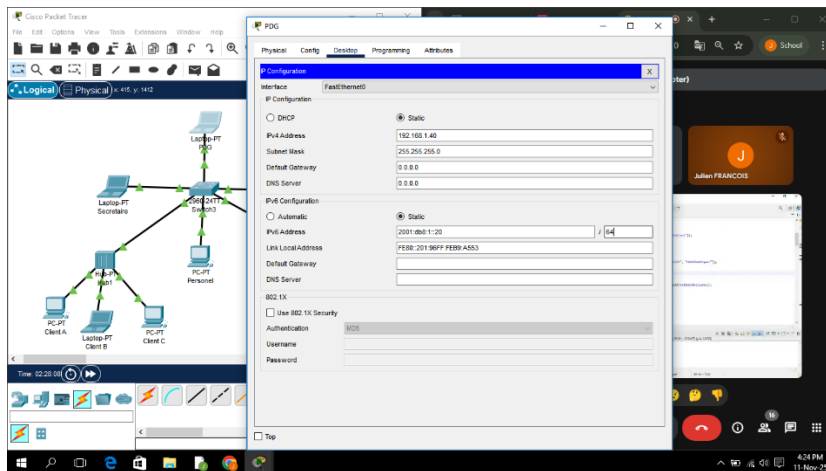 Cisco Packet Tracer
File Edit Options View Tools Extensions Window Help
Logical Physical x: 415, y: 1412
Laptop-PT
PDG
Laptop-PT
Secretaire
2960-24TT
Switch3
Hub-PT
Hub1
PC-PT
Personel
PC-PT
Client A
Laptop-PT
Client B
PC-PT
Client C
Time: 02:28:08
PDG
Physical Config Desktop Programming Attributes
IP Configuration X
Interface FastEthernet0
IP Configuration
DHCP Static
IPv4 Address 192.168.1.40
Subnet Mask 255.255.255.0
Default Gateway 0.0.0.0
DNS Server 0.0.0.0
IPv6 Configuration
Automatic Static
IPv6 Address 2001:db8:1::20 / 64
Link Local Address FE80::201:96FF:FEB9:A553
Default Gateway
DNS Server
802.1X
Use 802.1X Security
Authentication MD5
Username
Password
Top
School
J
Julien FRANCOIS
16
4:24 PM